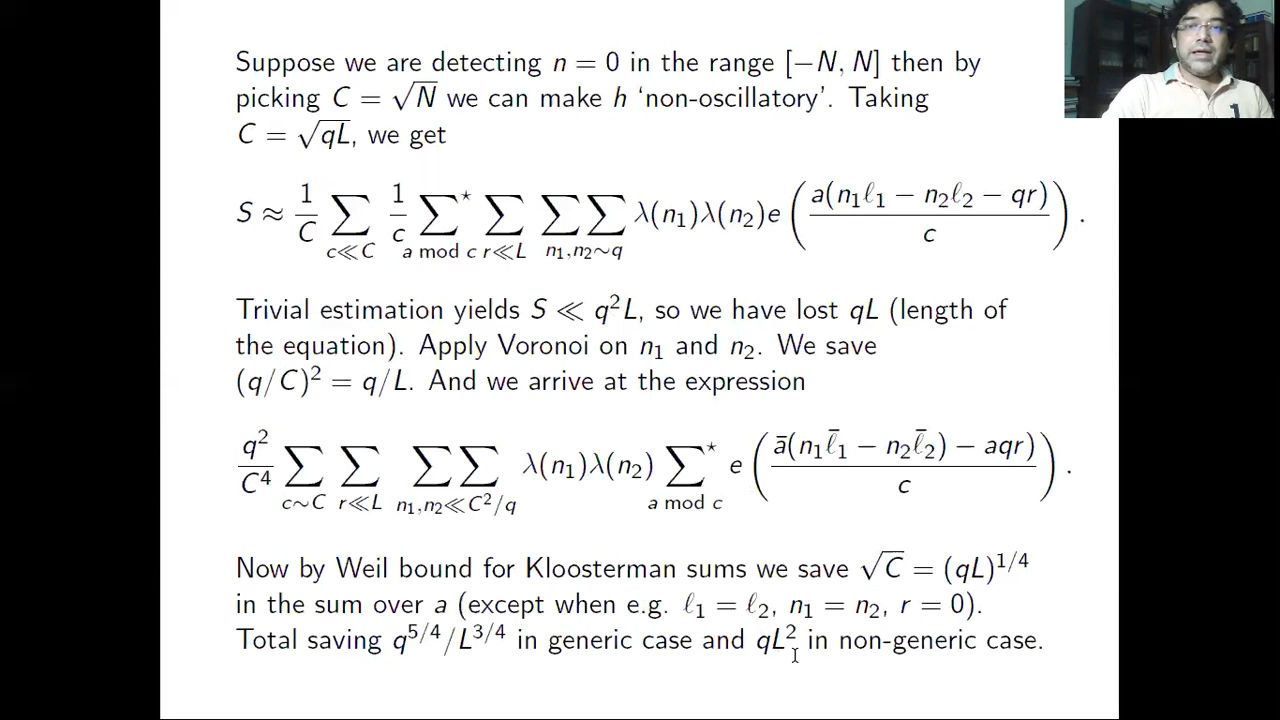 Suppose we are detecting n = 0 in the range [−N, N] then by
picking C = √N we can make h ‘non-oscillatory’. Taking
C = √qL, we get
S ≈ 1/C ∑_{c≪C} 1/c ∑*_{a mod c} ∑_{r≪L} ∑∑_{n₁,n₂∼q} λ(n₁)λ(n₂)e( a(n₁ℓ₁ − n₂ℓ₂ − qr) / c ).
Trivial estimation yields S ≪ q²L, so we have lost qL (length of
the equation). Apply Voronoi on n₁ and n₂. We save
(q/C)² = q/L. And we arrive at the expression
q²/C⁴ ∑_{c∼C} ∑_{r≪L} ∑∑_{n₁,n₂≪C²/q} λ(n₁)λ(n₂) ∑*_{a mod c} e( ā(n₁ℓ̄₁ − n₂ℓ̄₂) − aqr) / c ).
Now by Weil bound for Kloosterman sums we save √C = (qL)^{1/4}
in the sum over a (except when e.g. ℓ₁ = ℓ₂, n₁ = n₂, r = 0).
Total saving q^{5/4}/L^{3/4} in generic case and qL² in non-generic case.